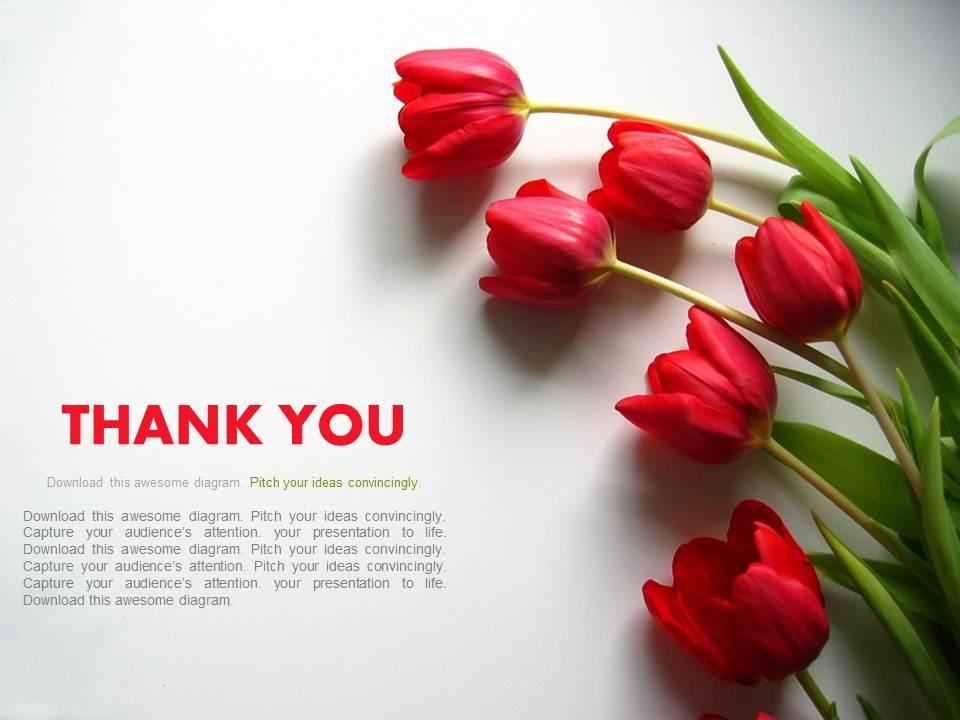 THANK YOU
Download this awesome diagram. Pitch your ideas convincingly.
Download this awesome diagram. Pitch your ideas convincingly.
Capture your audience's attention. your presentation to life.
Download this awesome diagram. Pitch your ideas convincingly.
Capture your audience's attention. Pitch your ideas convincingly.
Capture your audience's attention. your presentation to life.
Download this awesome diagram.